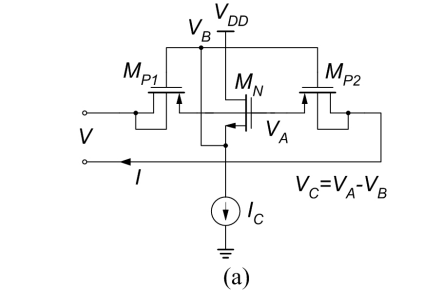 V_B
V_DD
M_P1
M_N
M_P2
V_A
V
I
V_C=V_A-V_B
I_C
(a)